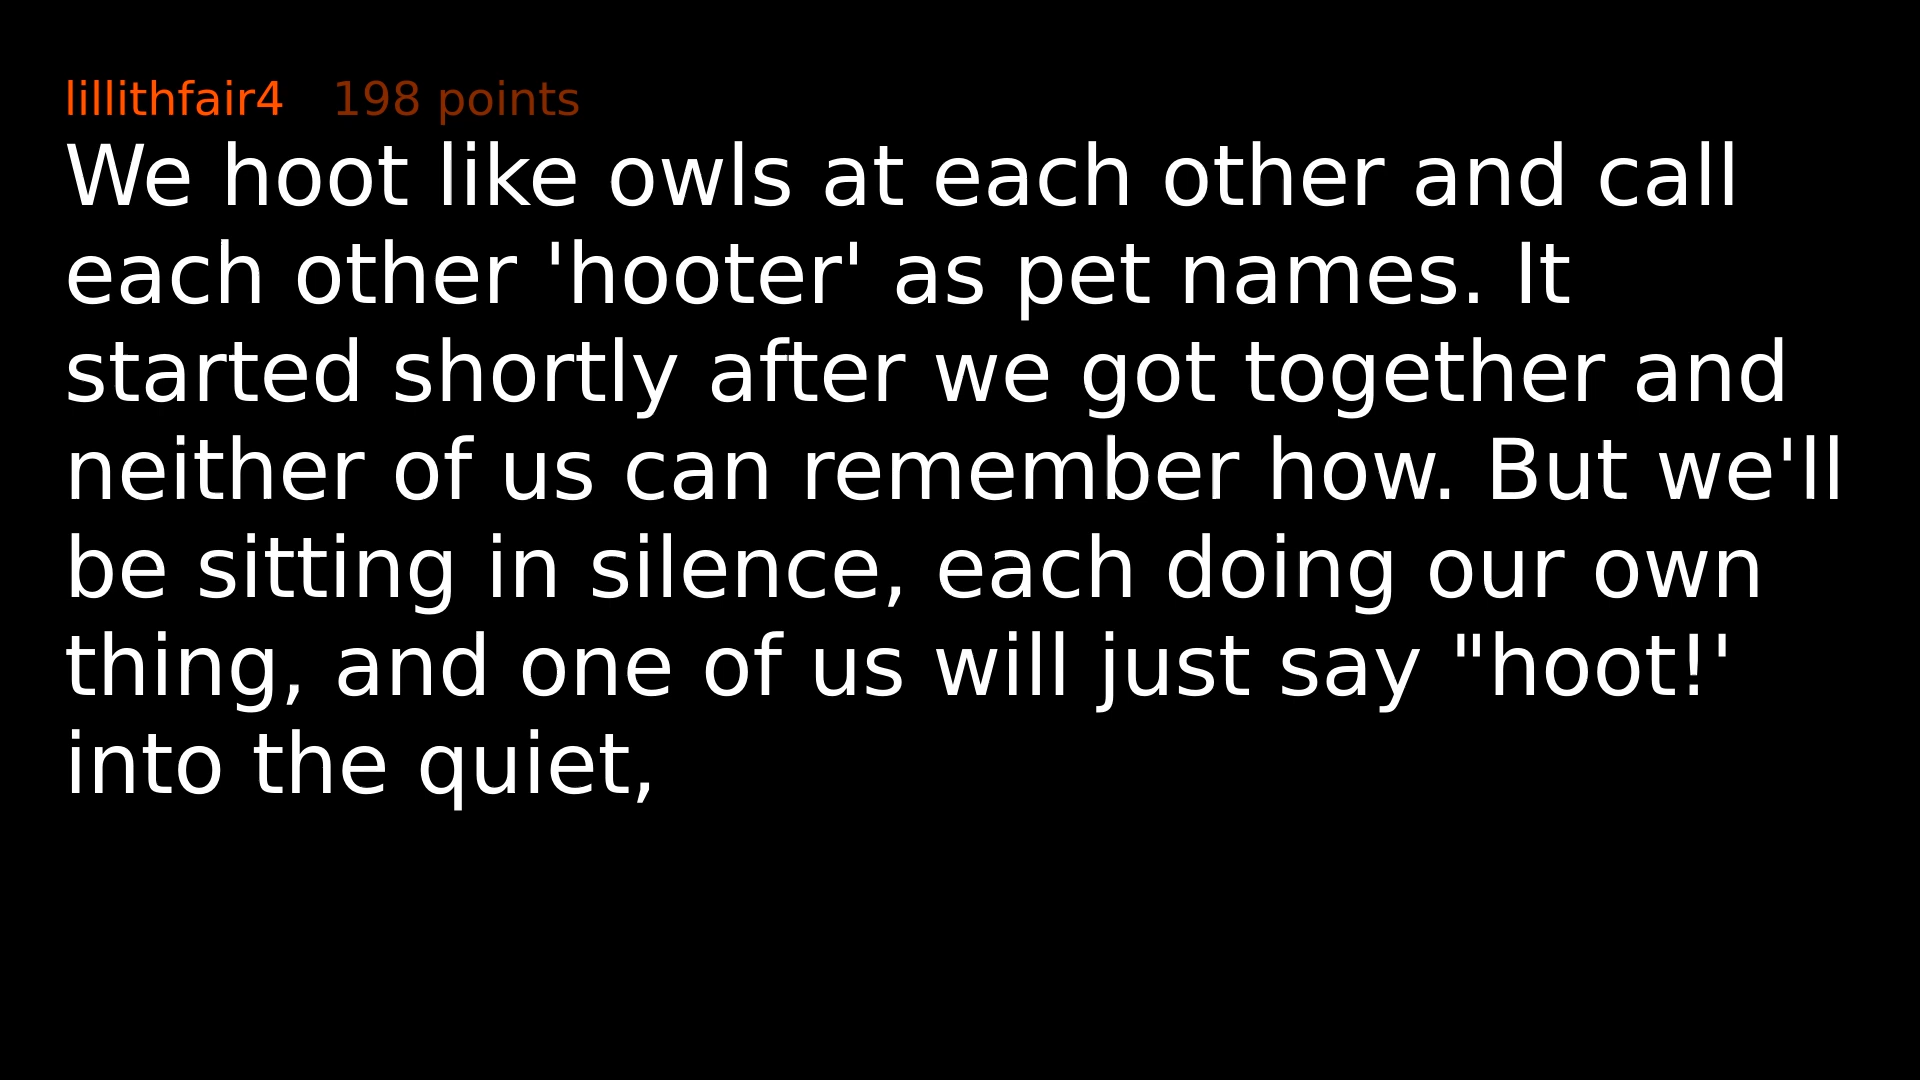 lillithfair4 198 points
We hoot like owls at each other and call
each other 'hooter' as pet names. It
started shortly after we got together and
neither of us can remember how. But we'll
be sitting in silence, each doing our own
thing, and one of us will just say "hoot!'
into the quiet,